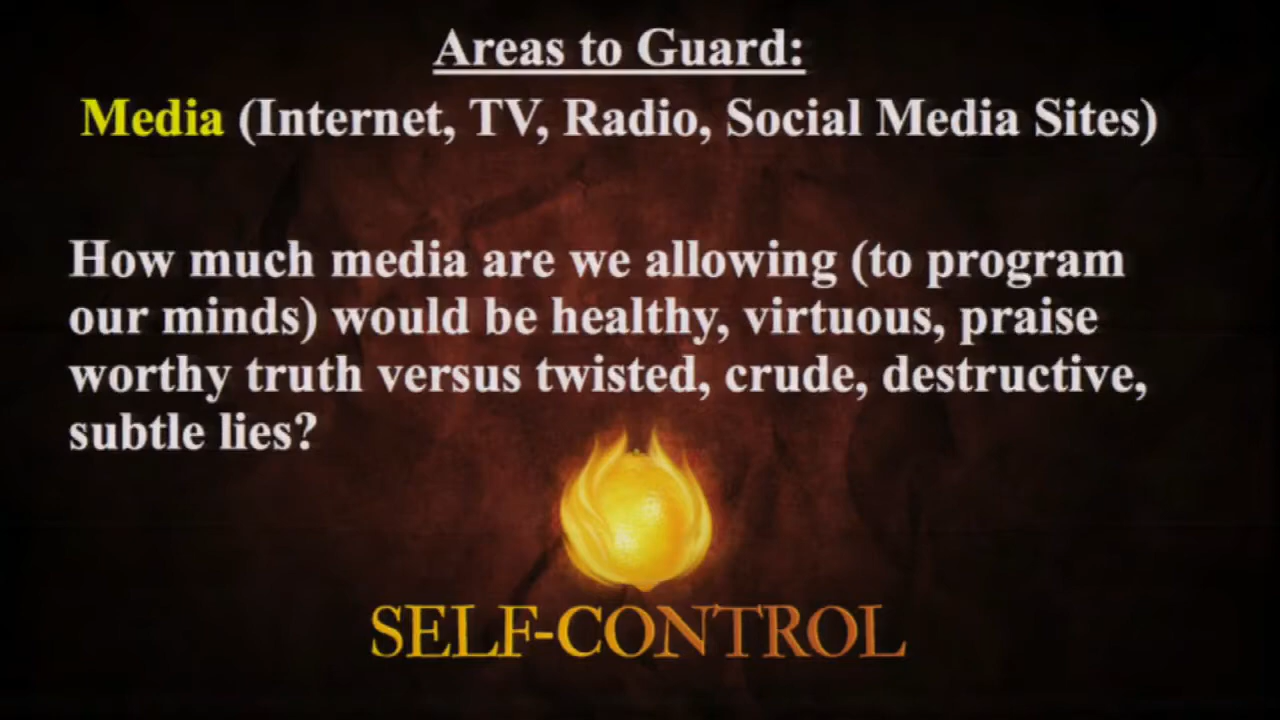 Areas to Guard:
Media (Internet, TV, Radio, Social Media Sites)
How much media are we allowing (to program
our minds) would be healthy, virtuous, praise
worthy truth versus twisted, crude, destructive,
subtle lies?
SELF-CONTROL